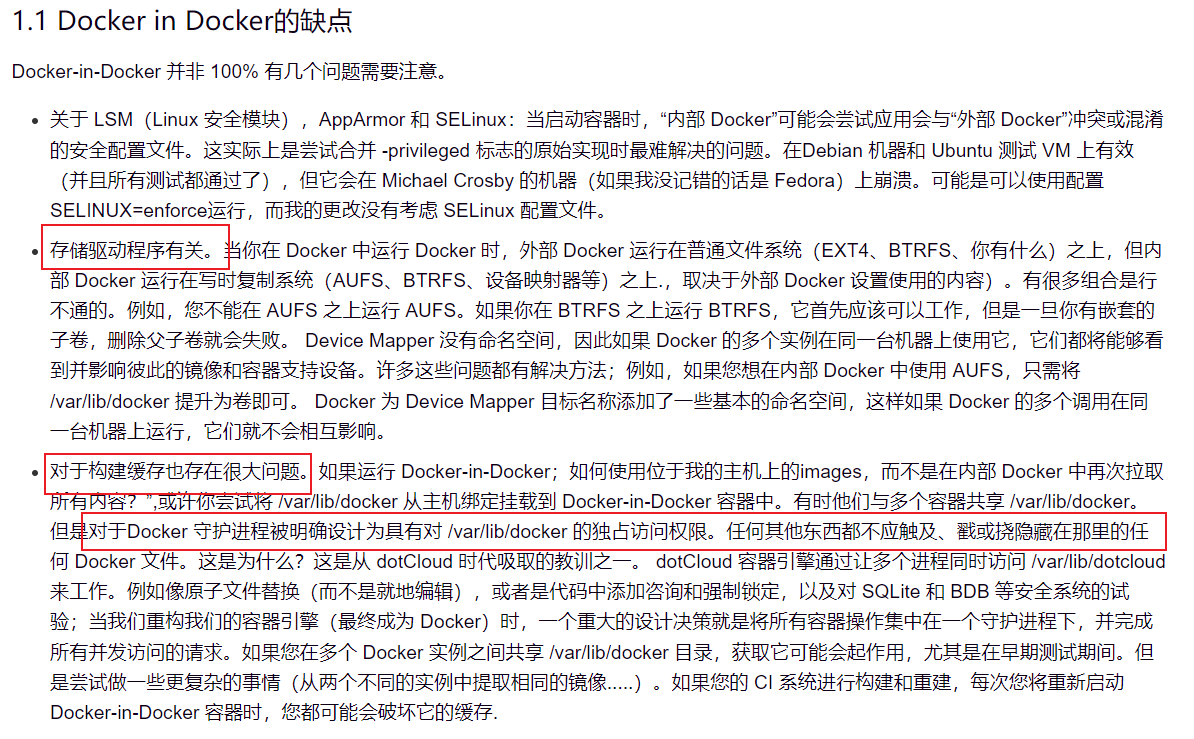 1.1 Docker in Docker的缺点
Docker-in-Docker 并非 100% 有几个问题需要注意。
关于 LSM（Linux 安全模块），AppArmor 和 SELinux：当启动容器时，“内部 Docker”可能会尝试应用会与“外部 Docker”冲突或混淆
的安全配置文件。这实际上是尝试合并 -privileged 标志的原始实现时最难解决的问题。在Debian 机器和 Ubuntu 测试 VM 上有效
（并且所有测试都通过了），但它会在 Michael Crosby 的机器（如果我没记错的话是 Fedora）上崩溃。可能是可以使用配置
SELINUX=enforce运行，而我的更改没有考虑 SELinux 配置文件。
存储驱动程序有关。当你在 Docker 中运行 Docker 时，外部 Docker 运行在普通文件系统（EXT4、BTRFS、你有什么）之上，但内
部 Docker 运行在写时复制系统（AUFS、BTRFS、设备映射器等）之上.，取决于外部 Docker 设置使用的内容）。有很多组合是行
不通的。例如，您不能在 AUFS 之上运行 AUFS。如果你在 BTRFS 之上运行 BTRFS，它首先应该可以工作，但是一旦你有嵌套的
子卷，删除父子卷就会失败。 Device Mapper 没有命名空间，因此如果 Docker 的多个实例在同一台机器上使用它，它们都将能够看
到并影响彼此的镜像和容器支持设备。许多这些问题都有解决方法；例如，如果您想在内部 Docker 中使用 AUFS，只需将
/var/lib/docker 提升为卷即可。 Docker 为 Device Mapper 目标名称添加了一些基本的命名空间，这样如果 Docker 的多个调用在同
一台机器上运行，它们就不会相互影响。
对于构建缓存也存在很大问题。如果运行 Docker-in-Docker；如何使用位于我的主机上的images，而不是在内部 Docker 中再次拉取
所有内容？”,或许你尝试将 /var/lib/docker 从主机绑定挂载到 Docker-in-Docker 容器中。有时他们与多个容器共享 /var/lib/docker。
但是对于Docker 守护进程被明确设计为具有对 /var/lib/docker 的独占访问权限。任何其他东西都不应触及、戳或挠隐藏在那里的任
何 Docker 文件。这是为什么？这是从 dotCloud 时代吸取的教训之一。 dotCloud 容器引擎通过让多个进程同时访问 /var/lib/dotcloud
来工作。例如像原子文件替换（而不是就地编辑），或者是代码中添加咨询和强制锁定，以及对 SQLite 和 BDB 等安全系统的试
验；当我们重构我们的容器引擎（最终成为 Docker）时，一个重大的设计决策就是将所有容器操作集中在一个守护进程下，并完成
所有并发访问的请求。如果您在多个 Docker 实例之间共享 /var/lib/docker 目录，获取它可能会起作用，尤其是在早期测试期间。但
是尝试做一些更复杂的事情（从两个不同的实例中提取相同的镜像.....）。如果您的 CI 系统进行构建和重建，每次您将重新启动
Docker-in-Docker 容器时，您都可能会破坏它的缓存.